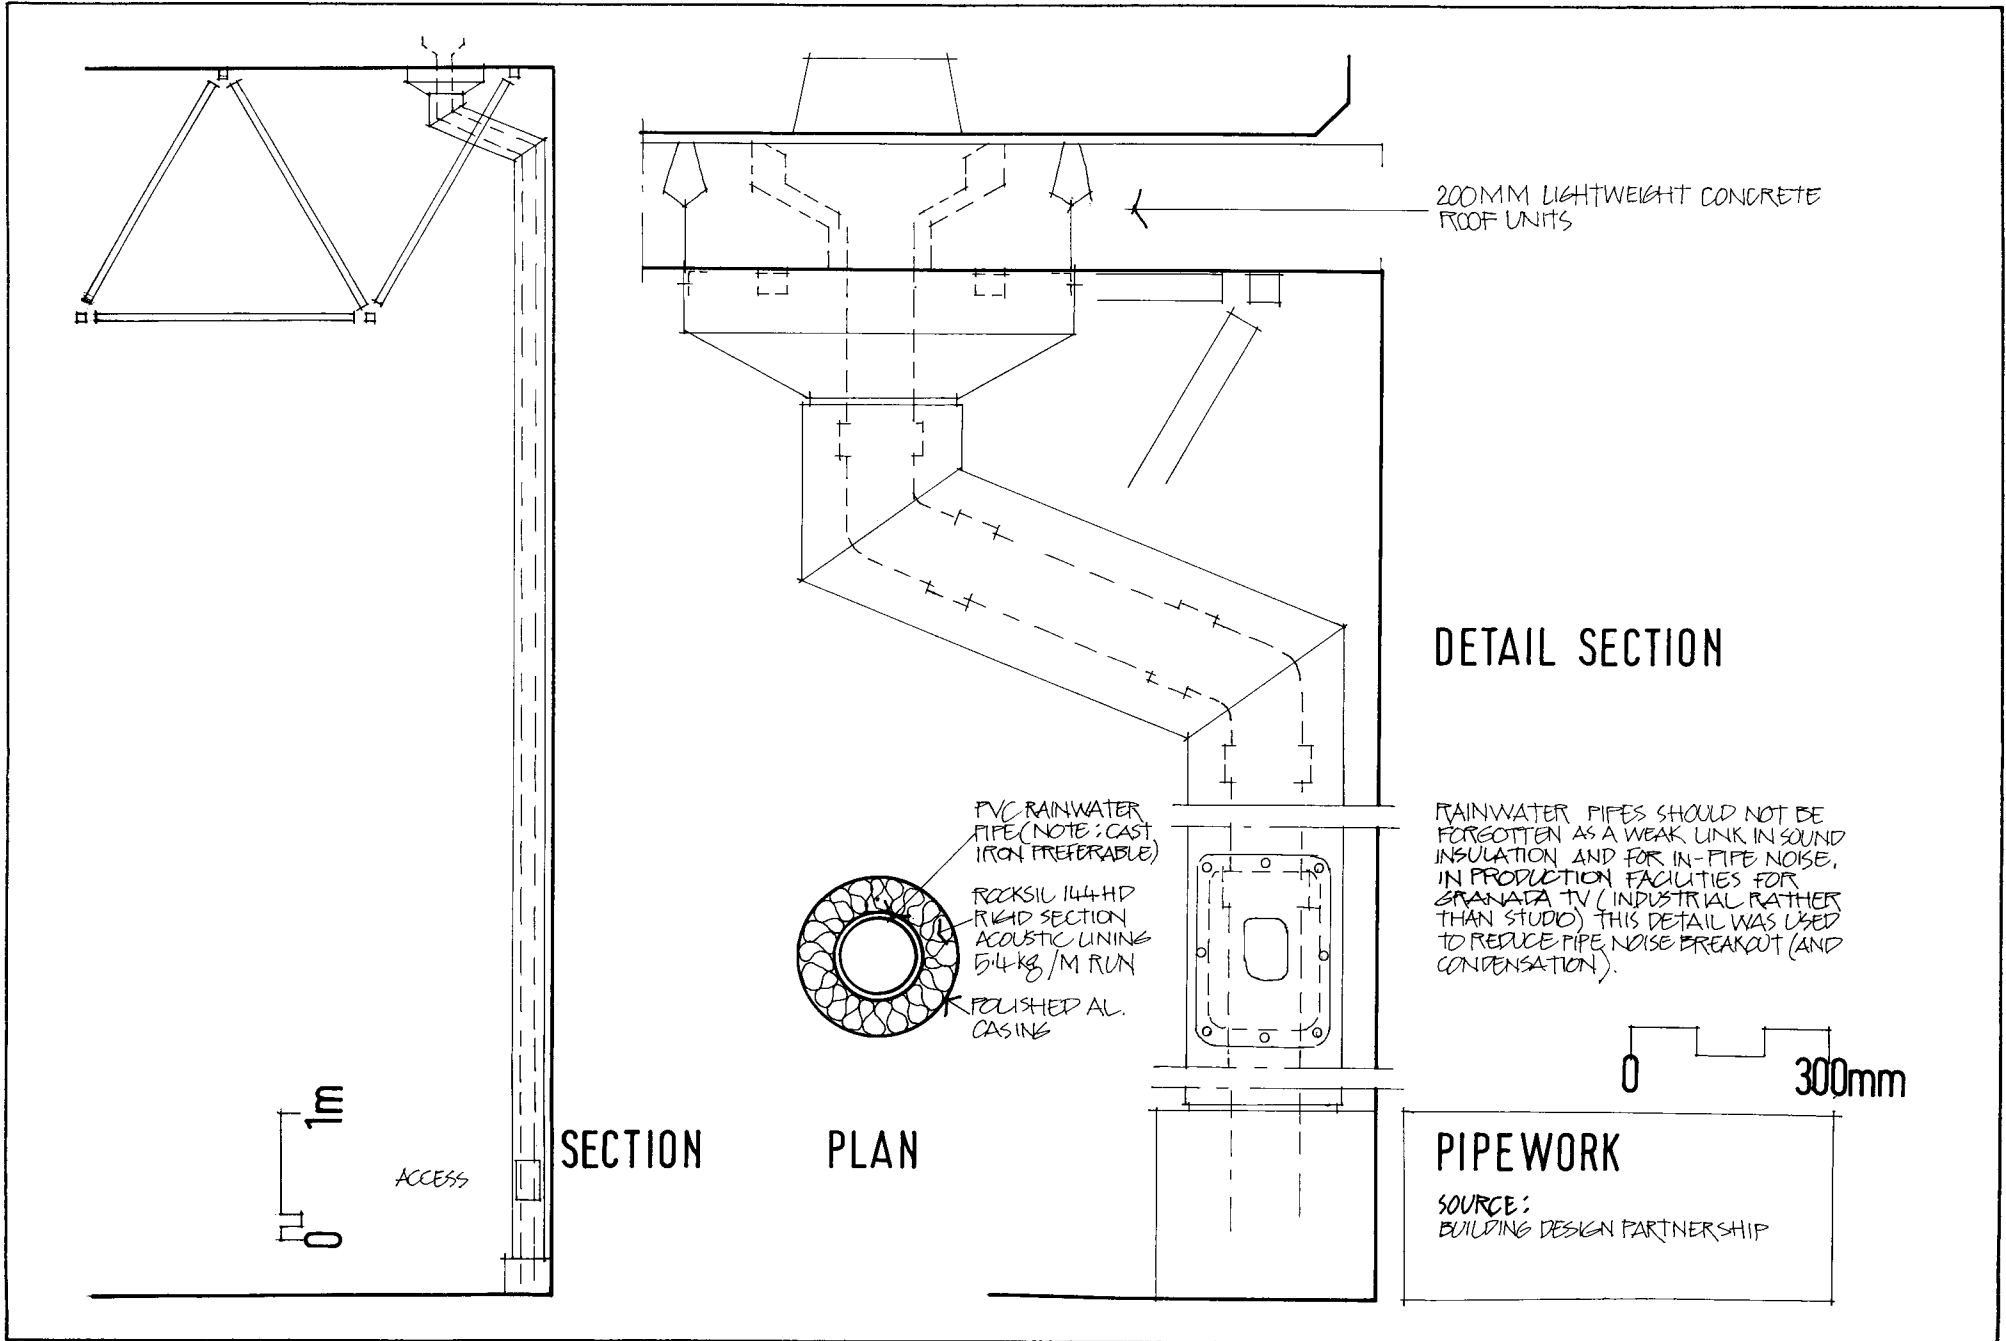 200MM LIGHTWEIGHT CONCRETE
ROOF UNITS
DETAIL SECTION
PVC RAINWATER
PIPE (NOTE: CAST
IRON PREFERABLE)
ROCKSIL 144HD
RIGID SECTION
ACOUSTIC LINING
5.4kg/M RUN
POLISHED AL.
CASING
RAINWATER PIPES SHOULD NOT BE
FORGOTTEN AS A WEAK LINK IN SOUND
INSULATION AND FOR IN-PIPE NOISE.
IN PRODUCTION FACILITIES FOR
GRANADA TV (INDUSTRIAL RATHER
THAN STUDIO) THIS DETAIL WAS USED
TO REDUCE PIPE NOISE BREAKOUT (AND
CONDENSATION).
0 300mm
1m
0
ACCESS
SECTION
PLAN
PIPEWORK
SOURCE:
BUILDING DESIGN PARTNERSHIP